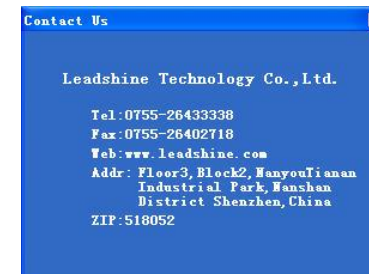 Contact Us
Leadshine Technology Co.,Ltd.
Tel:0755-26433338
Fax:0755-26402718
Web:www.leadshine.com
Addr: Floor3,Block2,NanyouTianan
Industrial Park,Nanshan
District Shenzhen,China
ZIP:518052